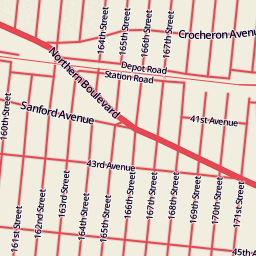 164th Street
165th Street
166th Street
167th Street
Crocheron Avenue
Northern Boulevard
Depot Road
Station Road
160th Street
Sanford Avenue
41st Avenue
43rd Avenue
161st Street
162nd Street
163rd Street
164th Street
165th Street
166th Street
167th Street
168th Street
169th Street
170th Street
171st Street
45th A